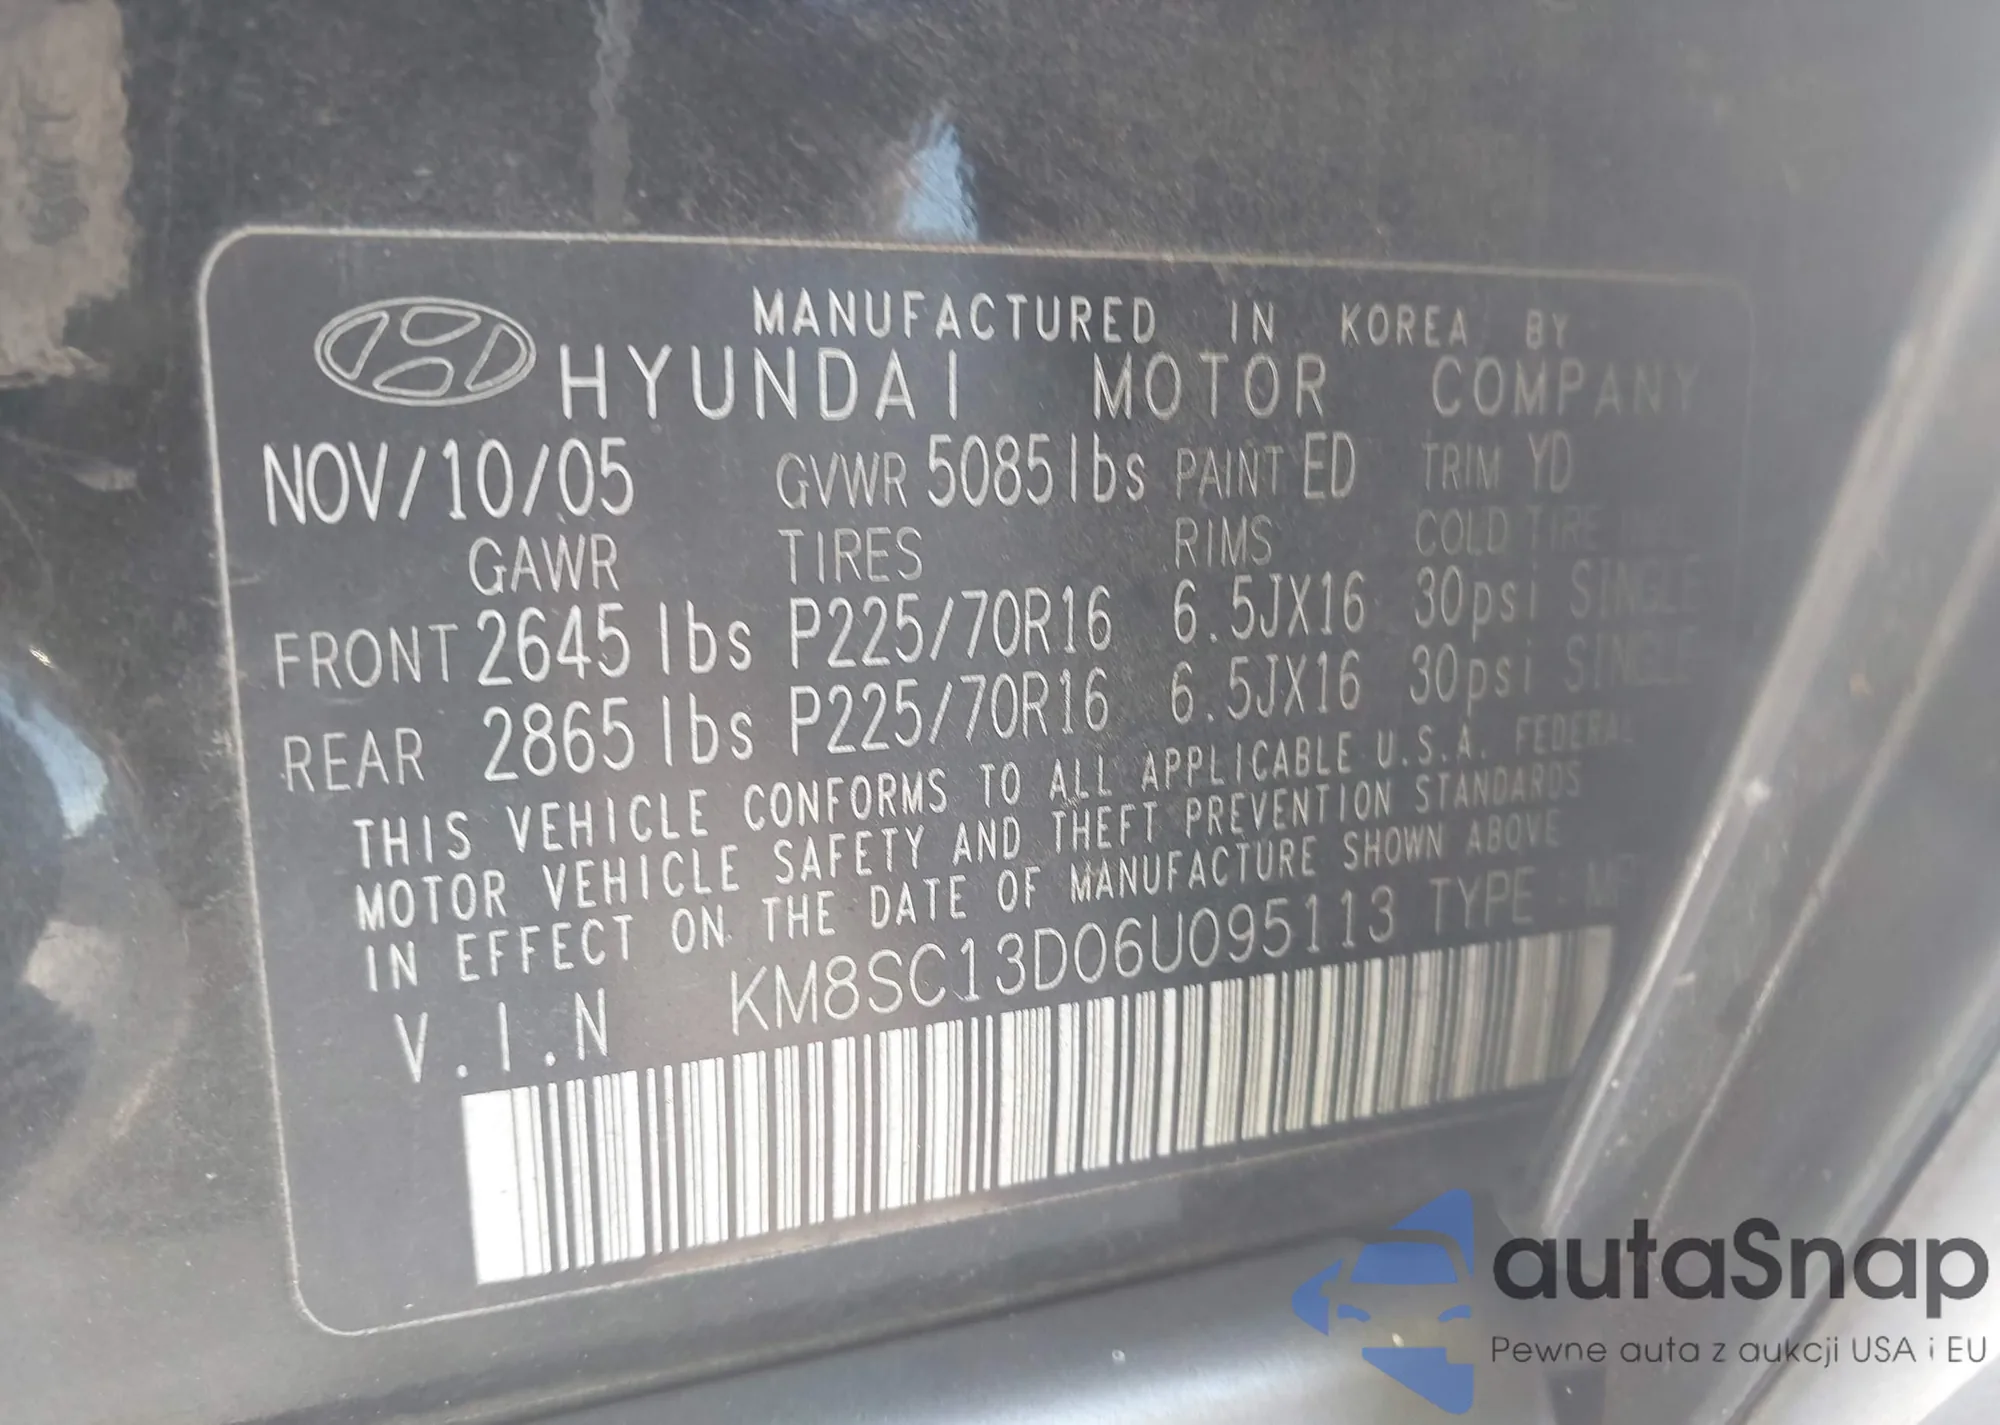 MANUFACTURED IN KOREA BY
HYUNDAI MOTOR COMPANY
NOV/10/05 GVWR 5085lbs PAINT ED TRIM YD
GAWR TIRES RIMS COLD TIRE
FRONT 2645lbs P225/70R16 6.5JX16 30psi SINGLE
REAR 2865lbs P225/70R16 6.5JX16 30psi SINGLE
THIS VEHICLE CONFORMS TO ALL APPLICABLE U.S.A. FEDERAL
MOTOR VEHICLE SAFETY AND THEFT PREVENTION STANDARDS
IN EFFECT ON THE DATE OF MANUFACTURE SHOWN ABOVE
V.I.N KM8SC13D06U095113 TYPE -
autaSnap
Pewne auta z aukcji USA i EU